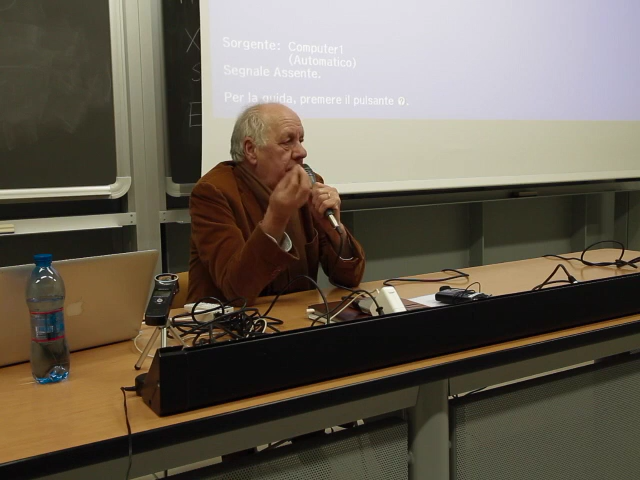 Sorgente: Computer1
(Automatico)
Segnale Assente.
Per la guida, premere il pulsante ?.